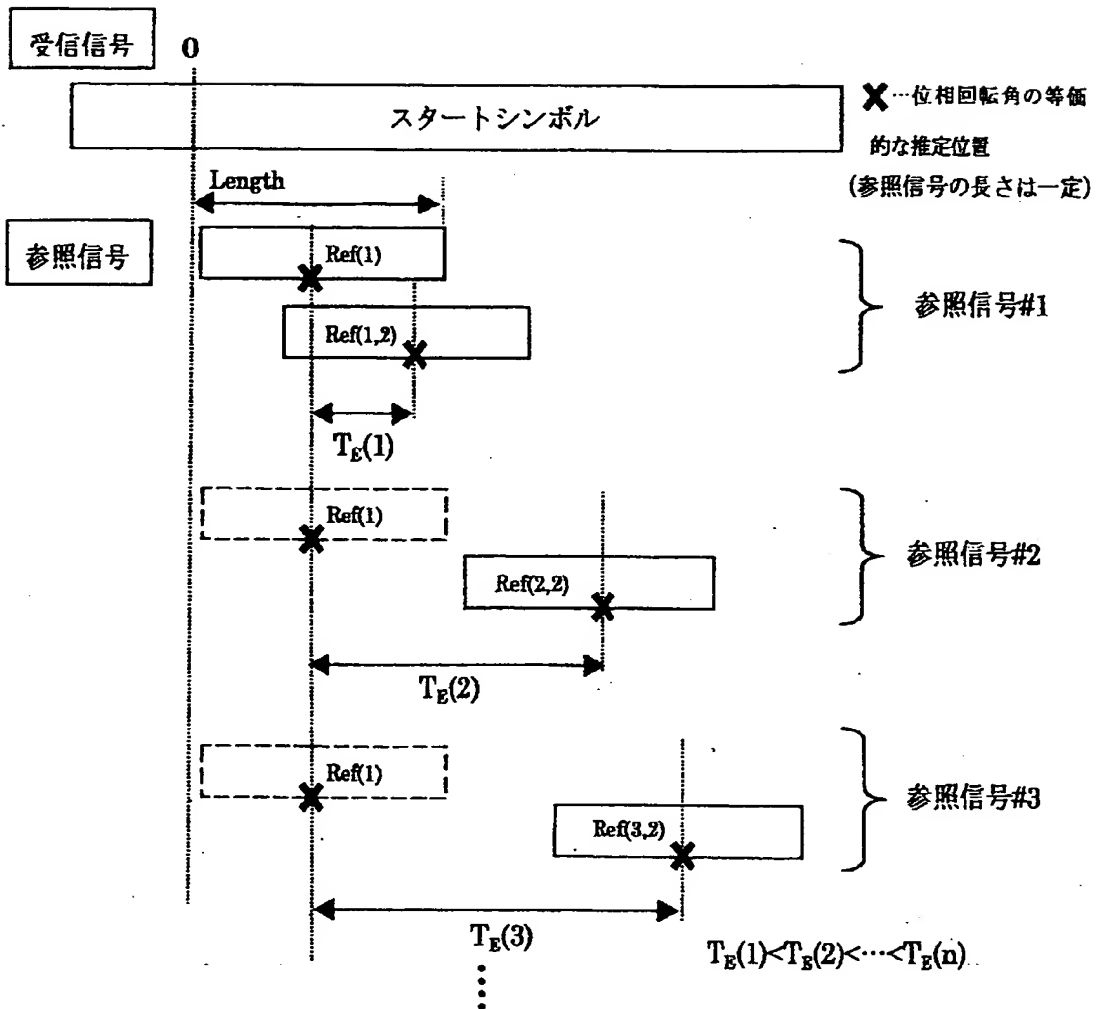 受信信号
0
スタートシンボル
×…位相回転角の等価
的な推定位置
(参照信号の長さは一定)
Length
参照信号
Ref(1)
Ref(1,2)
参照信号#1
T_E(1)
Ref(1)
Ref(2,2)
参照信号#2
T_E(2)
Ref(1)
Ref(3,2)
参照信号#3
T_E(3)
T_E(1)<T_E(2)<…<T_E(n)